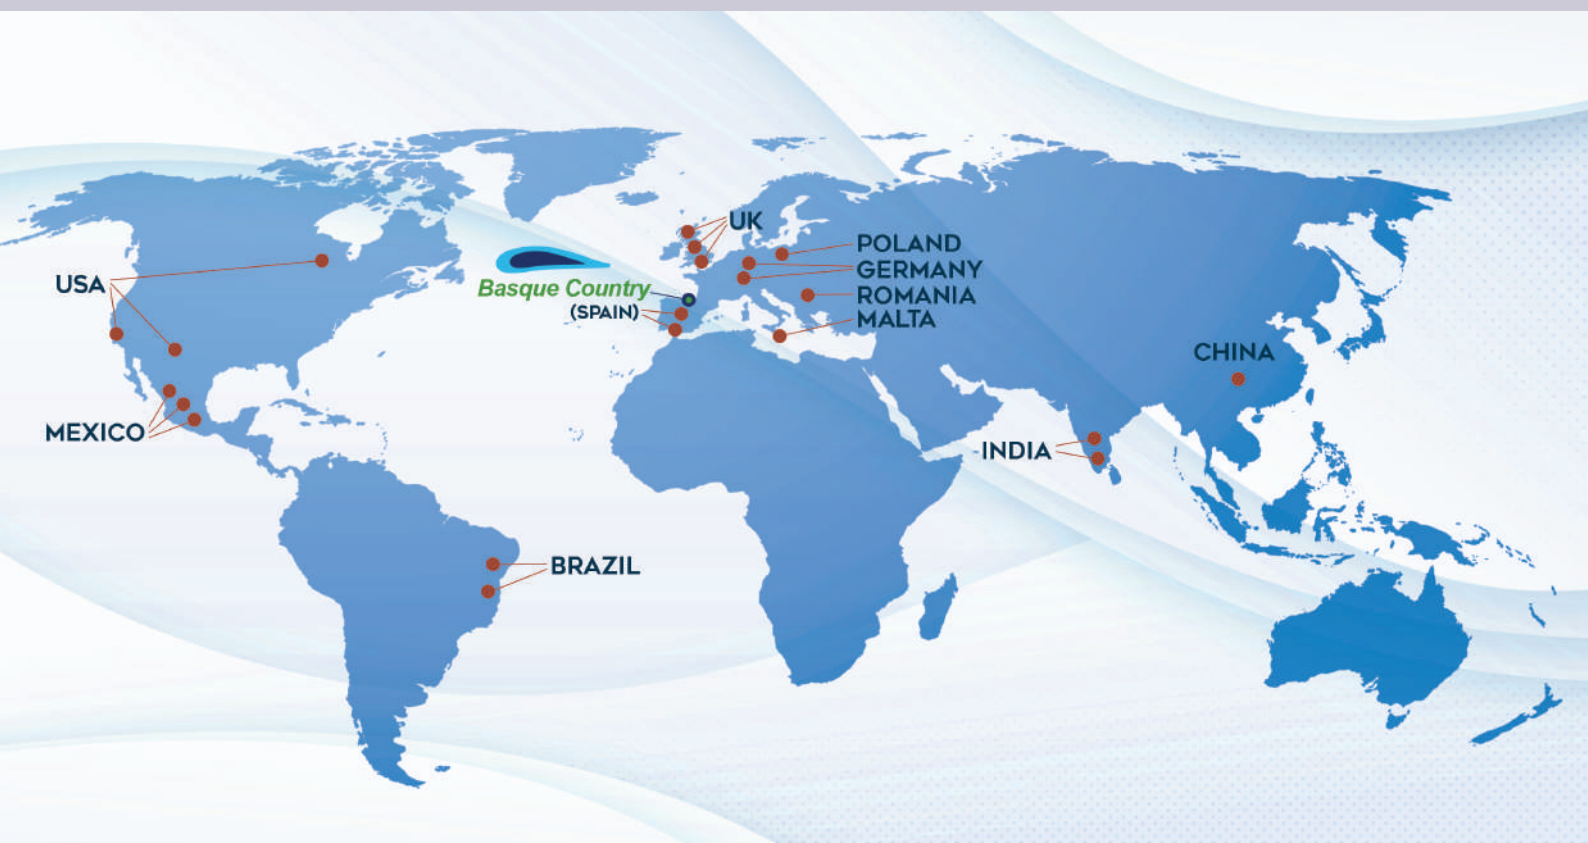 UK
POLAND
GERMANY
ROMANIA
MALTA
USA
Basque Country
(SPAIN)
CHINA
MEXICO
INDIA
BRAZIL